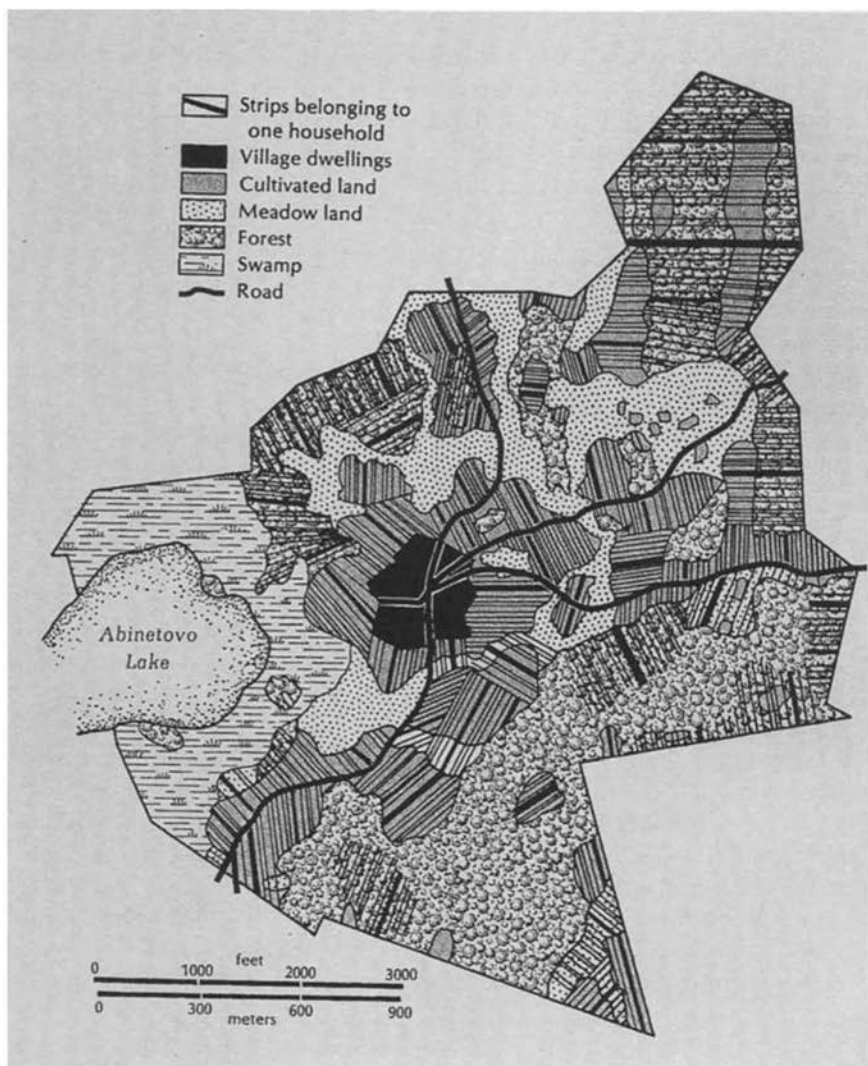 Strips belonging to
one household
Village dwellings
Cultivated land
Meadow land
Forest
Swamp
Road
Abinetovo
Lake
feet
0 1000 2000 3000
0 300 600 900
meters